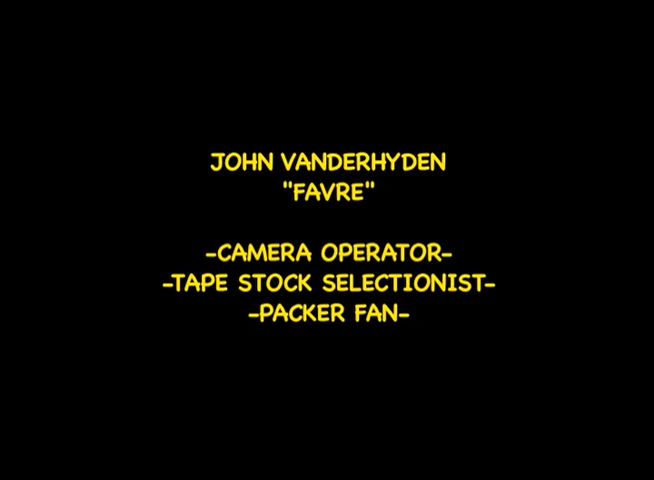 JOHN VANDERHYDEN
"FAVRE"
-CAMERA OPERATOR-
-TAPE STOCK SELECTIONIST-
-PACKER FAN-